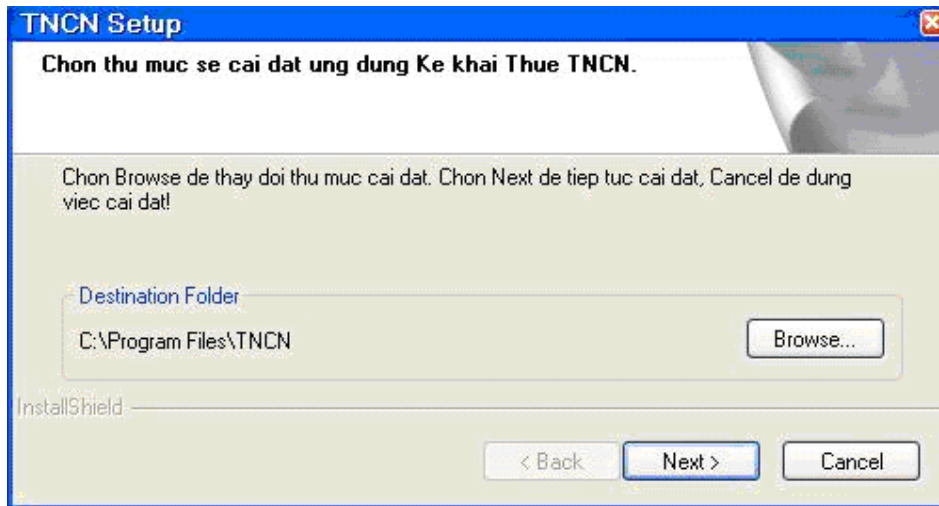 TNCN Setup
Chon thu muc se cai dat ung dung Ke khai Thue TNCN.
Chon Browse de thay doi thu muc cai dat. Chon Next de tiep tuc cai dat, Cancel de dung
viec cai dat!
Destination Folder
C:\Program Files\TNCN
Browse...
InstallShield
< Back
Next >
Cancel